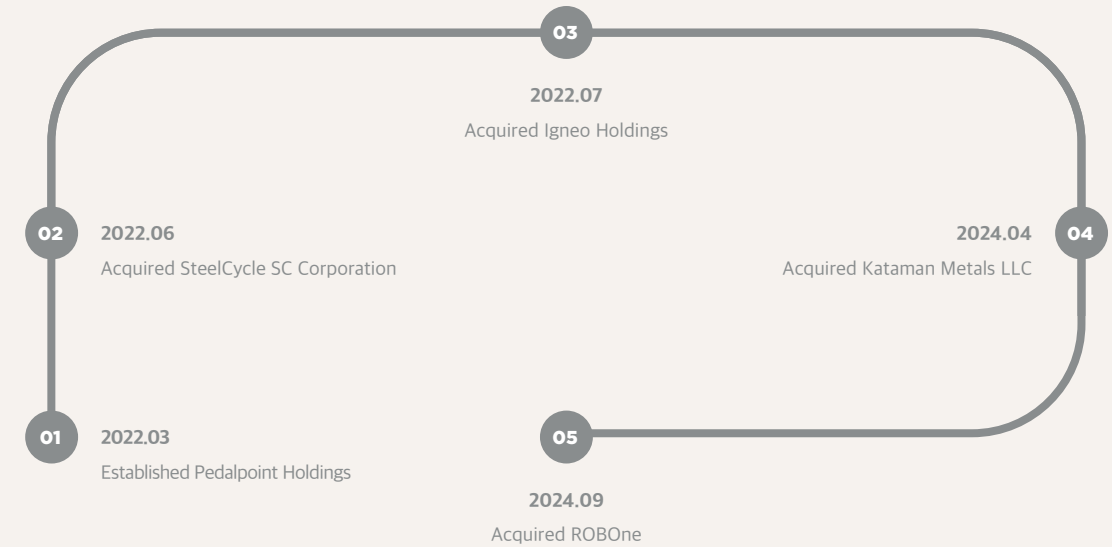 03
2022.07
Acquired Igneo Holdings
02
2022.06
Acquired SteelCycle SC Corporation
2024.04
04
Acquired Kataman Metals LLC
01
2022.03
Established Pedalpoint Holdings
05
2024.09
Acquired ROBOne